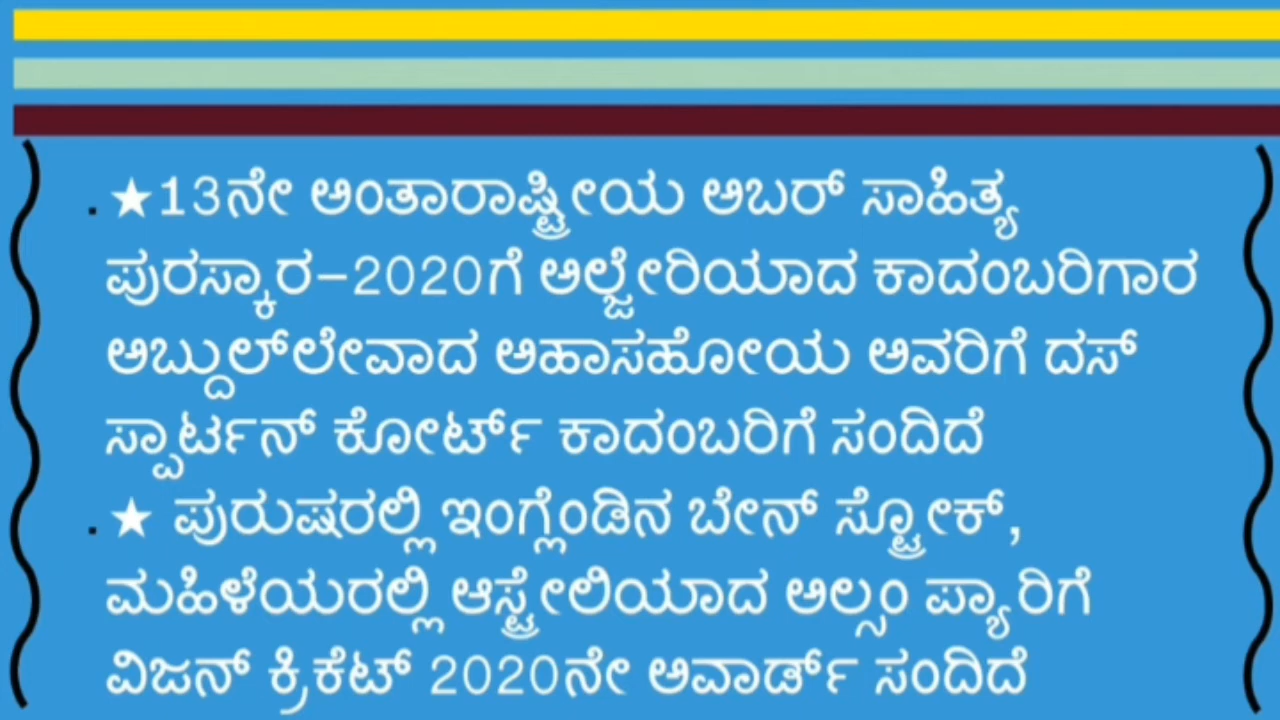 .★13ನೇ ಅಂತಾರಾಷ್ಟ್ರೀಯ ಅಬರ್ ಸಾಹಿತ್ಯ
ಪುರಸ್ಕಾರ-2020ಗೆ ಅಲ್ಜೇರಿಯಾದ ಕಾದಂಬರಿಗಾರ
ಅಬ್ದುಲ್‌ಲೇವಾದ ಅಹಾಸಹೋಯ ಅವರಿಗೆ ದಸ್
ಸ್ಪಾರ್ಟನ್ ಕೋರ್ಟ್ ಕಾದಂಬರಿಗೆ ಸಂದಿದೆ
.★ ಪುರುಷರಲ್ಲಿ ಇಂಗ್ಲೆಂಡಿನ ಬೇನ್ ಸ್ಟ್ರೋಕ್,
ಮಹಿಳೆಯರಲ್ಲಿ ಆಸ್ಟ್ರೇಲಿಯಾದ ಅಲ್ಸಂ ಪ್ಯಾರಿಗೆ
ವಿಜನ್ ಕ್ರಿಕೆಟ್ 2020ನೇ ಅವಾರ್ಡ್ ಸಂದಿದೆ